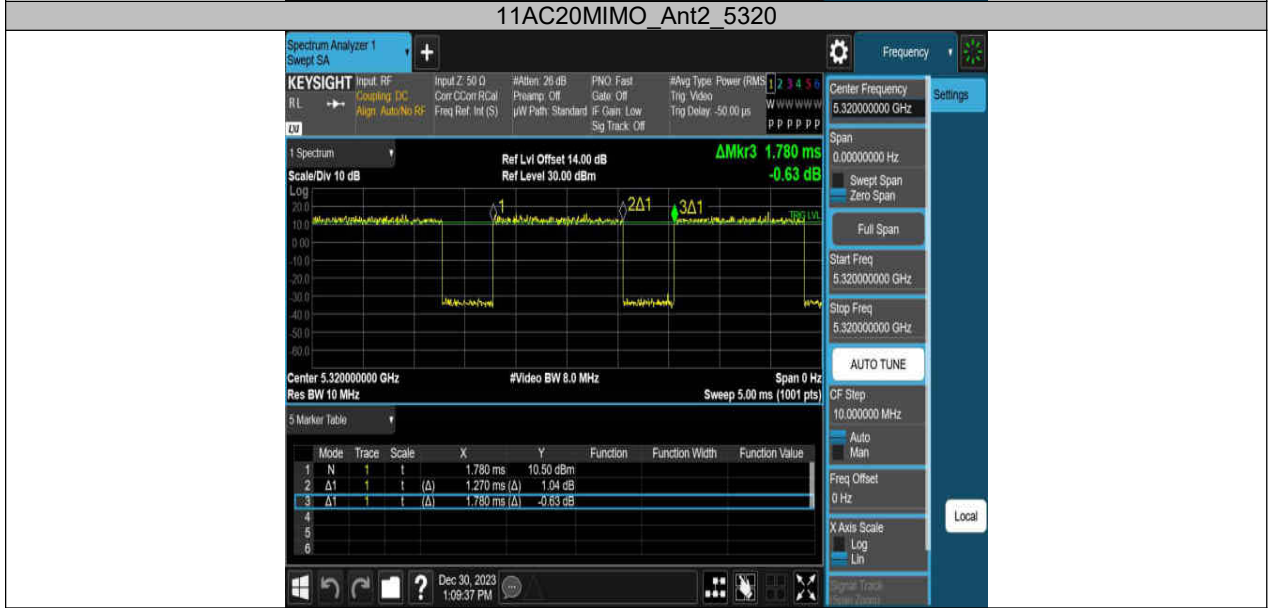 11AC20MIMO_Ant2_5320
Spectrum Analyzer 1
Swept SA
+
Frequency
KEYSIGHT Input: RF Input Z: 50 Ω #Atten: 26 dB PNO: Fast #Avg Type: Power (RMS 1 2 3 4 5 6
RL Coupling: DC Corr CCorr RCal Preamp: Off Gate: Off Trig: Video W W W W W W
Align: Auto/No RF Freq Ref: Int (S) µW Path: Standard IF Gain: Low Trig Delay: -50.00 µs
Sig Track: Off P P P P P P
LXI
Center Frequency
5.320000000 GHz
Settings
Span
0.00000000 Hz
Swept Span
Zero Span
Full Span
Start Freq
5.320000000 GHz
Stop Freq
5.320000000 GHz
AUTO TUNE
CF Step
10.000000 MHz
Auto
Man
Freq Offset
0 Hz
X Axis Scale
Log
Lin
Signal Track
(Span Zoom)
Local
1 Spectrum
Ref Lvl Offset 14.00 dB
ΔMkr3 1.780 ms
Scale/Div 10 dB
Ref Level 30.00 dBm
-0.63 dB
Log
1
2Δ1
3Δ1
TRIG LVL
20.0
10.0
0.00
-10.0
-20.0
-30.0
-40.0
-50.0
-60.0
Center 5.320000000 GHz #Video BW 8.0 MHz Span 0 Hz
Res BW 10 MHz Sweep 5.00 ms (1001 pts)
5 Marker Table
Mode Trace Scale X Y Function Function Width Function Value
1 N 1 t 1.780 ms 10.50 dBm
2 Δ1 1 t (Δ) 1.270 ms (Δ) 1.04 dB
3 Δ1 1 t (Δ) 1.780 ms (Δ) -0.63 dB
4
5
6
?
Dec 30, 2023
1:09:37 PM